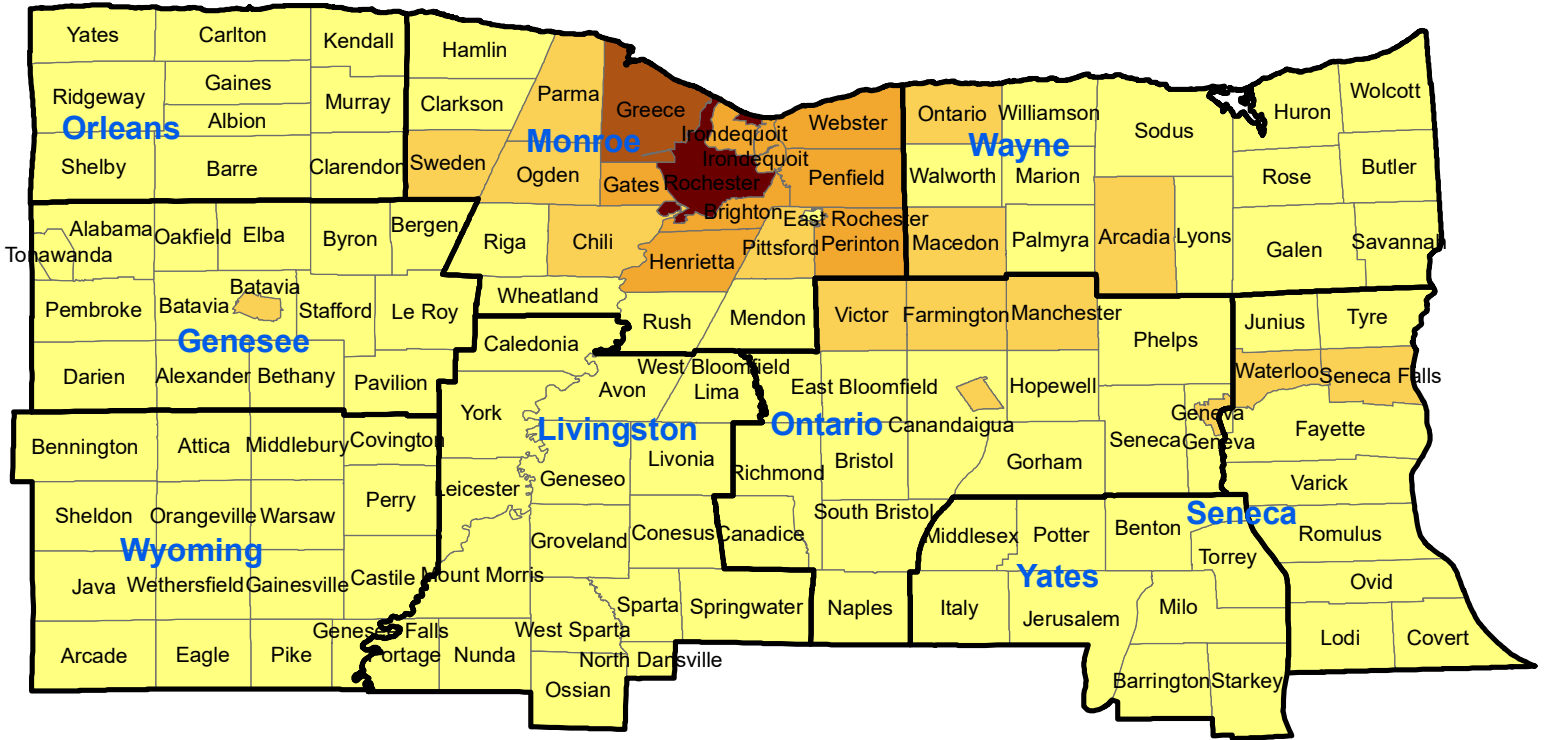 Yates
Carlton
Kendall
Hamlin
Ridgeway
Gaines
Murray
Clarkson
Parma
Greece
Webster
Ontario
Williamson
Sodus
Huron
Wolcott
Orleans
Albion
Monroe
Irondequoit
Wayne
Shelby
Barre
Clarendon
Sweden
Ogden
Gates
Rochester
Irondequoit
Penfield
Walworth
Marion
Rose
Butler
Alabama
Oakfield
Elba
Byron
Bergen
Riga
Chili
Brighton
East Rochester
Pittsford
Perinton
Macedon
Palmyra
Arcadia
Lyons
Galen
Savannah
Tonawanda
Henrietta
Pembroke
Batavia
Batavia
Stafford
Le Roy
Wheatland
Rush
Mendon
Victor
Farmington
Manchester
Phelps
Junius
Tyre
Genesee
Caledonia
Darien
Alexander
Bethany
Pavilion
Avon
West Bloomfield
Lima
East Bloomfield
Hopewell
Waterloo
Seneca Falls
York
Livingston
Ontario
Canandaigua
Geneva
Geneva
Seneca
Fayette
Bennington
Attica
Middlebury
Covington
Leicester
Geneseo
Livonia
Richmond
Bristol
Gorham
Varick
Sheldon
Orangeville
Warsaw
Perry
Groveland
Conesus
Canadice
South Bristol
Middlesex
Potter
Benton
Seneca
Romulus
Torrey
Wyoming
Java
Wethersfield
Gainesville
Castile
Mount Morris
Yates
Ovid
Sparta
Springwater
Naples
Italy
Jerusalem
Milo
Arcade
Eagle
Pike
Genesee Falls
Portage
Nunda
West Sparta
North Dansville
Ossian
Lodi
Covert
Barrington
Starkey